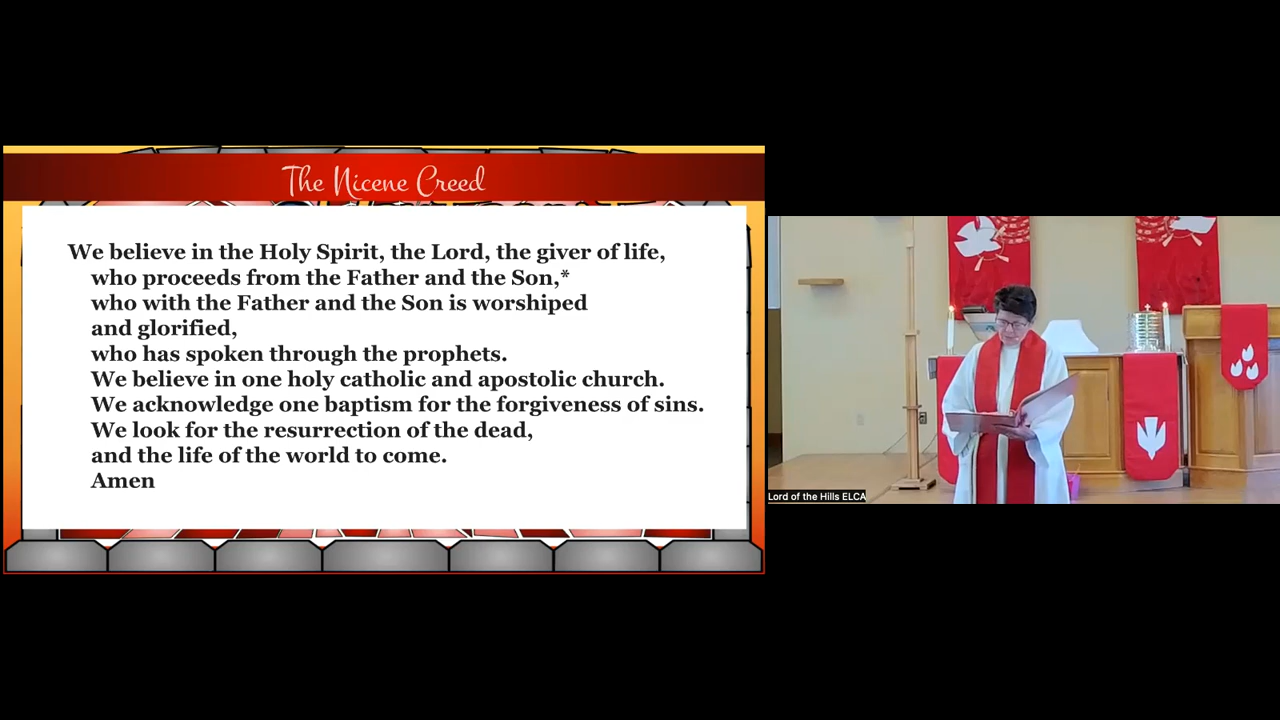 The Nicene Creed
We believe in the Holy Spirit, the Lord, the giver of life,
who proceeds from the Father and the Son,*
who with the Father and the Son is worshiped
and glorified,
who has spoken through the prophets.
We believe in one holy catholic and apostolic church.
We acknowledge one baptism for the forgiveness of sins.
We look for the resurrection of the dead,
and the life of the world to come.
Amen
Lord of the Hills ELCA